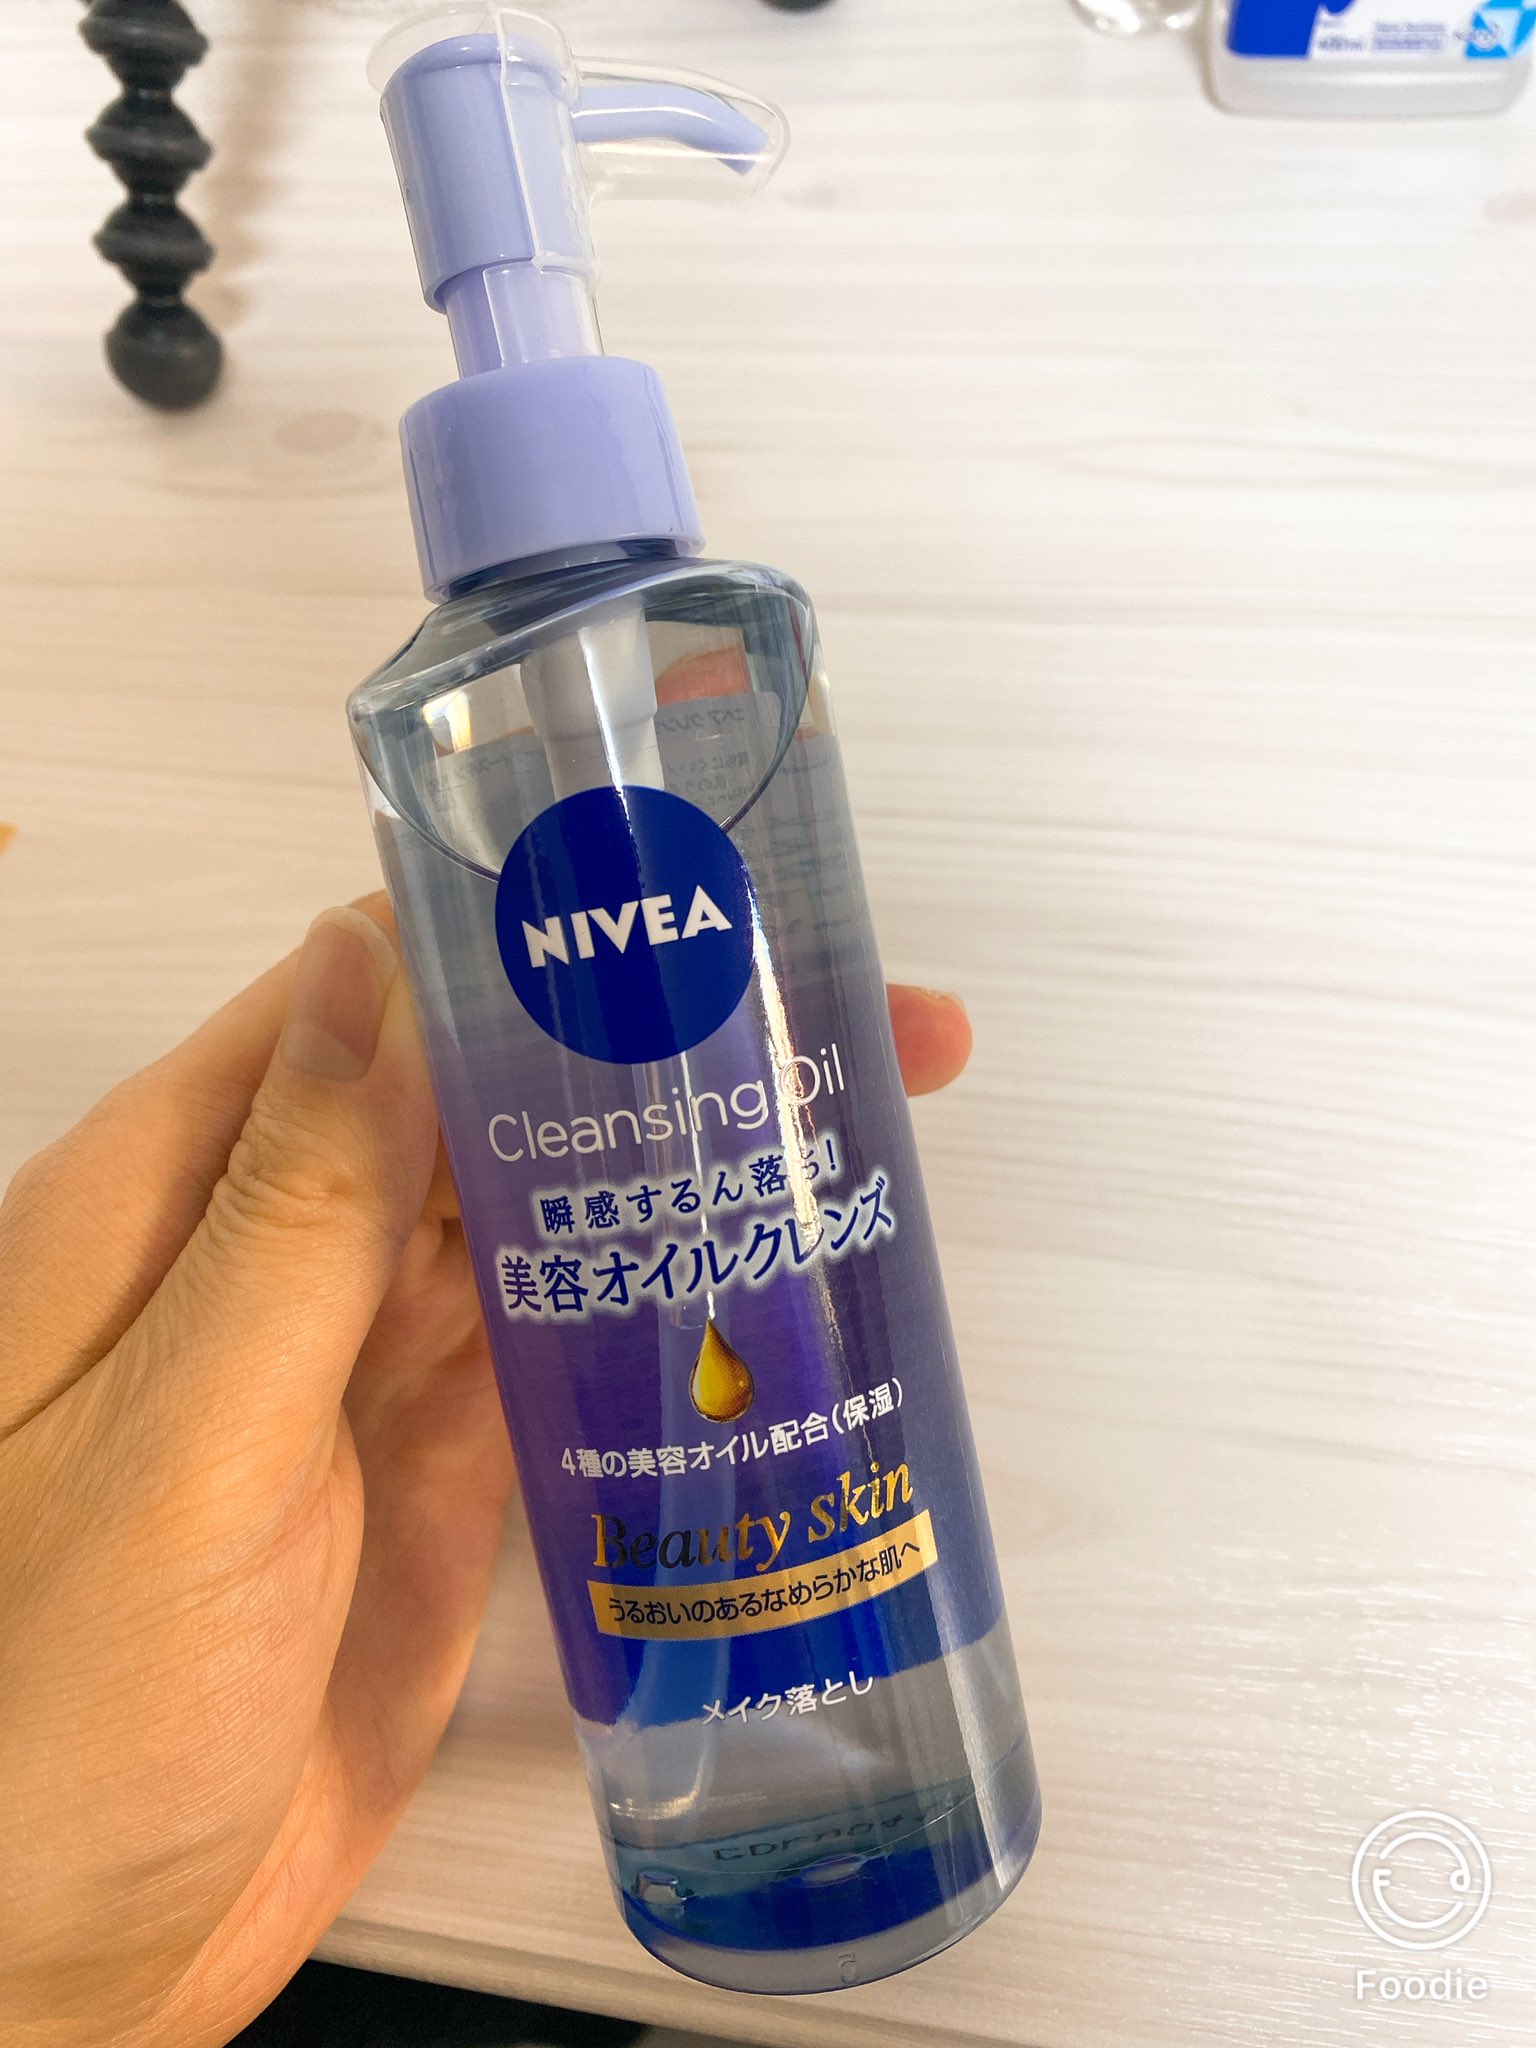 NIVEA
Cleansing Oil
瞬感するん落ち!
美容オイルクレンズ
4種の美容オイル配合(保湿)
Beauty skin
うるおいのあるなめらかな肌へ
メイク落とし
Foodie